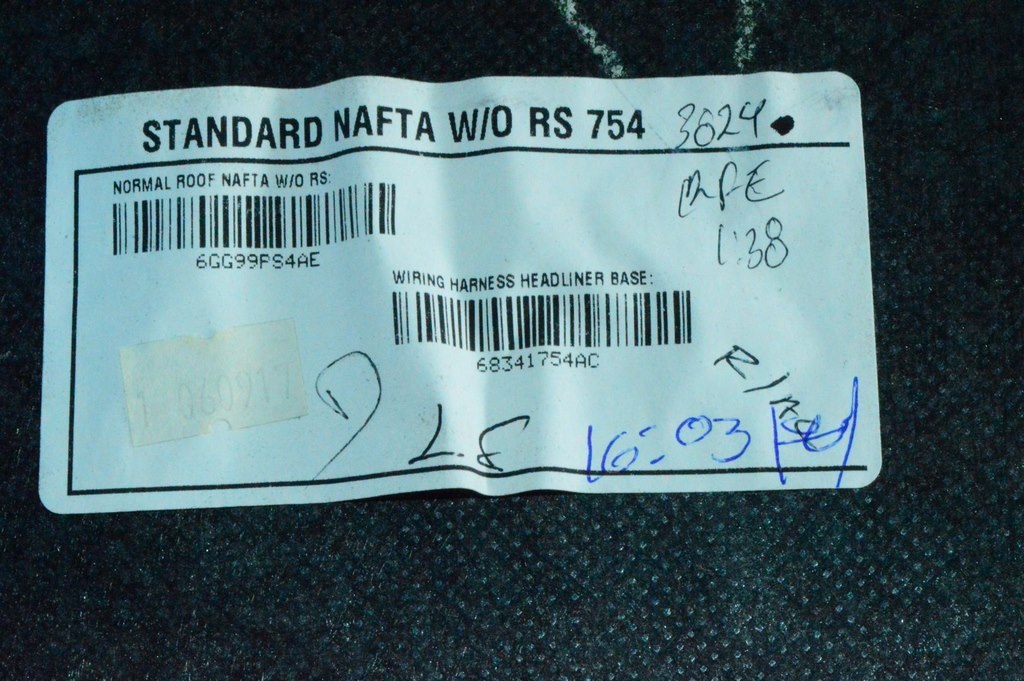 STANDARD NAFTA W/O RS 754 3624
NORMAL ROOF NAFTA W/O RS:
6GG99PS4AE
1:38
WIRING HARNESS HEADLINER BASE:
68341754AC
16:03